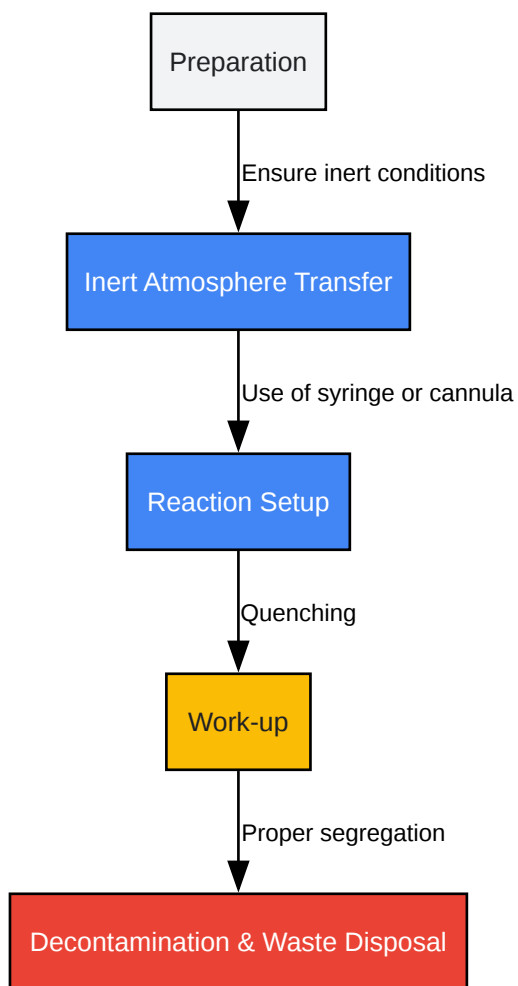 Preparation
Ensure inert conditions
Inert Atmosphere Transfer
Use of syringe or cannula
Reaction Setup
Quenching
Work-up
Proper segregation
Decontamination & Waste Disposal